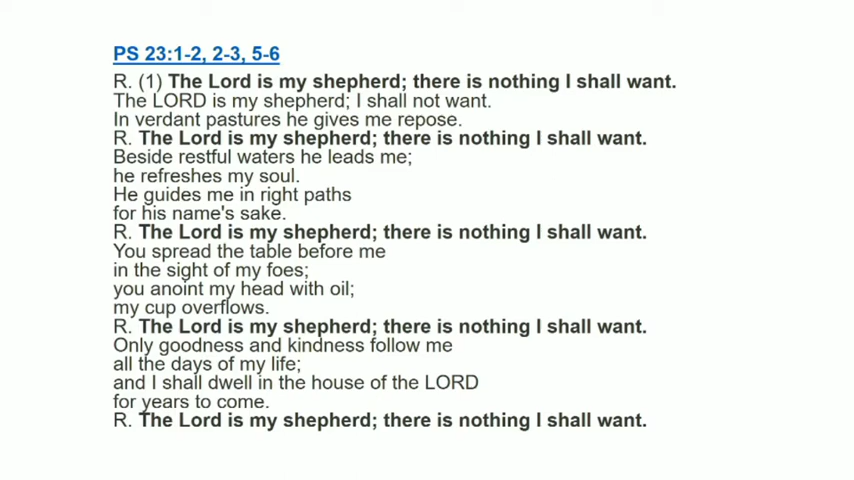 PS 23:1-2, 2-3, 5-6
R. (1) The Lord is my shepherd; there is nothing I shall want.
The LORD is my shepherd; I shall not want.
In verdant pastures he gives me repose.
R. The Lord is my shepherd; there is nothing I shall want.
Beside restful waters he leads me;
he refreshes my soul.
He guides me in right paths
for his name's sake.
R. The Lord is my shepherd; there is nothing I shall want.
You spread the table before me
in the sight of my foes;
you anoint my head with oil;
my cup overflows.
R. The Lord is my shepherd; there is nothing I shall want.
Only goodness and kindness follow me
all the days of my life;
and I shall dwell in the house of the LORD
for years to come.
R. The Lord is my shepherd; there is nothing I shall want.